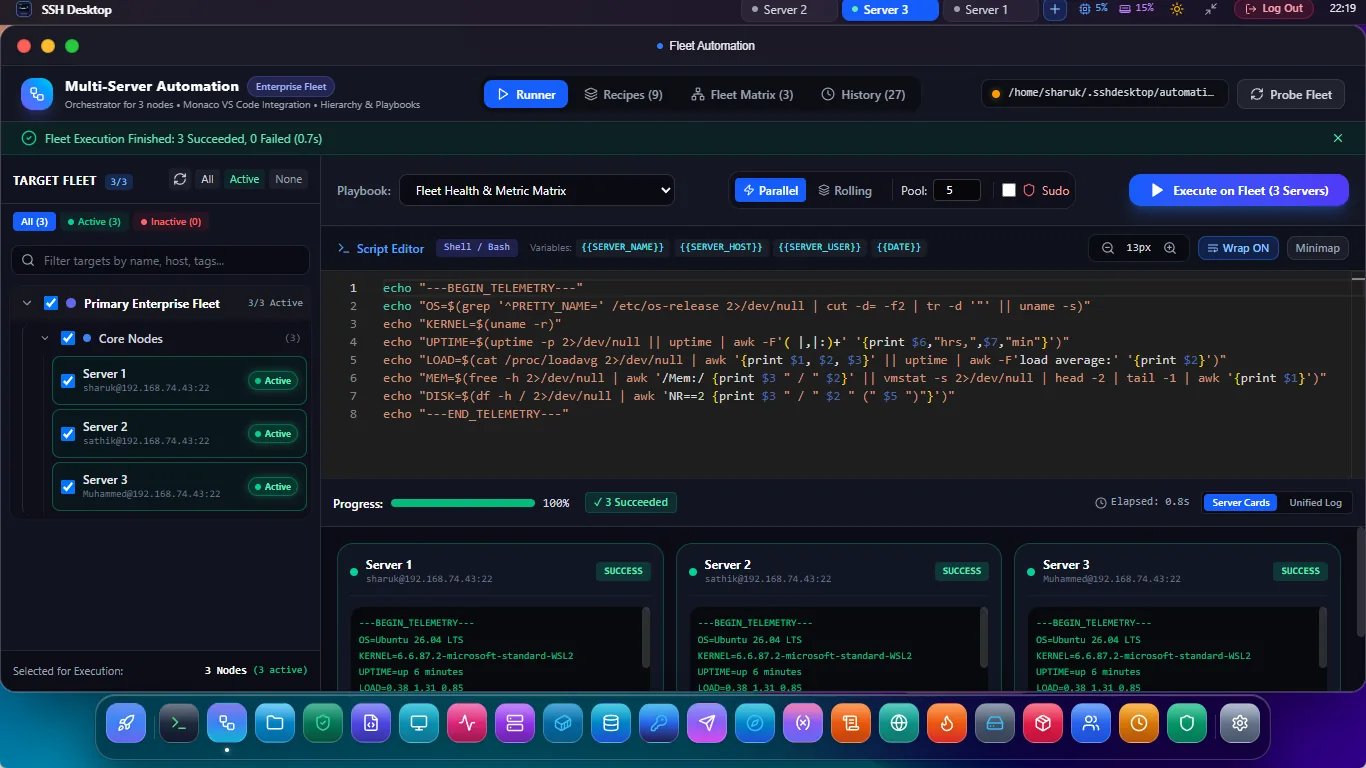 SSH Desktop
Server 2
Server 3
Server 1
5%
15%
Log Out
22:19
Fleet Automation
Multi-Server Automation
Enterprise Fleet
Orchestrator for 3 nodes • Monaco VS Code Integration • Hierarchy & Playbooks
Runner
Recipes (9)
Fleet Matrix (3)
History (27)
/home/sharuk/.sshdesktop/automati…
Probe Fleet
Fleet Execution Finished: 3 Succeeded, 0 Failed (0.7s)
TARGET FLEET
3/3
All
Active
None
All (3)
Active (3)
Inactive (0)
Filter targets by name, host, tags...
Primary Enterprise Fleet
3/3 Active
Core Nodes
(3)
Server 1
sharuk@192.168.74.43:22
Active
Server 2
sathik@192.168.74.43:22
Active
Server 3
Muhammed@192.168.74.43:22
Active
Selected for Execution:
3 Nodes (3 active)
Playbook:
Fleet Health & Metric Matrix
Parallel
Rolling
Pool:
5
Sudo
Execute on Fleet (3 Servers)
Script Editor
Shell / Bash
Variables:
{{SERVER_NAME}}
{{SERVER_HOST}}
{{SERVER_USER}}
{{DATE}}
13px
Wrap ON
Minimap
1 echo "---BEGIN_TELEMETRY---"
2 echo "OS=$(grep '^PRETTY_NAME=' /etc/os-release 2>/dev/null | cut -d= -f2 | tr -d '"' || uname -s)"
3 echo "KERNEL=$(uname -r)"
4 echo "UPTIME=$(uptime -p 2>/dev/null || uptime | awk -F'( |,|:)+' '{print $6,"hrs,",$7,"min"}')"
5 echo "LOAD=$(cat /proc/loadavg 2>/dev/null | awk '{print $1, $2, $3}' || uptime | awk -F'load average:' '{print $2}')"
6 echo "MEM=$(free -h 2>/dev/null | awk '/Mem:/ {print $3 " / " $2}' || vmstat -s 2>/dev/null | head -2 | tail -1 | awk '{print $1}')"
7 echo "DISK=$(df -h / 2>/dev/null | awk 'NR==2 {print $3 " / " $2 " (" $5 ")"}')"
8 echo "---END_TELEMETRY---"
Progress:
100%
✓ 3 Succeeded
Elapsed: 0.8s
Server Cards
Unified Log
Server 1
sharuk@192.168.74.43:22
SUCCESS
---BEGIN_TELEMETRY---
OS=Ubuntu 26.04 LTS
KERNEL=6.6.87.2-microsoft-standard-WSL2
UPTIME=up 6 minutes
LOAD=0.38 1.31 0.85
Server 2
sathik@192.168.74.43:22
SUCCESS
---BEGIN_TELEMETRY---
OS=Ubuntu 26.04 LTS
KERNEL=6.6.87.2-microsoft-standard-WSL2
UPTIME=up 6 minutes
LOAD=0.38 1.31 0.85
Server 3
Muhammed@192.168.74.43:22
SUCCESS
---BEGIN_TELEMETRY---
OS=Ubuntu 26.04 LTS
KERNEL=6.6.87.2-microsoft-standard-WSL2
UPTIME=up 6 minutes
LOAD=0.38 1.31 0.85